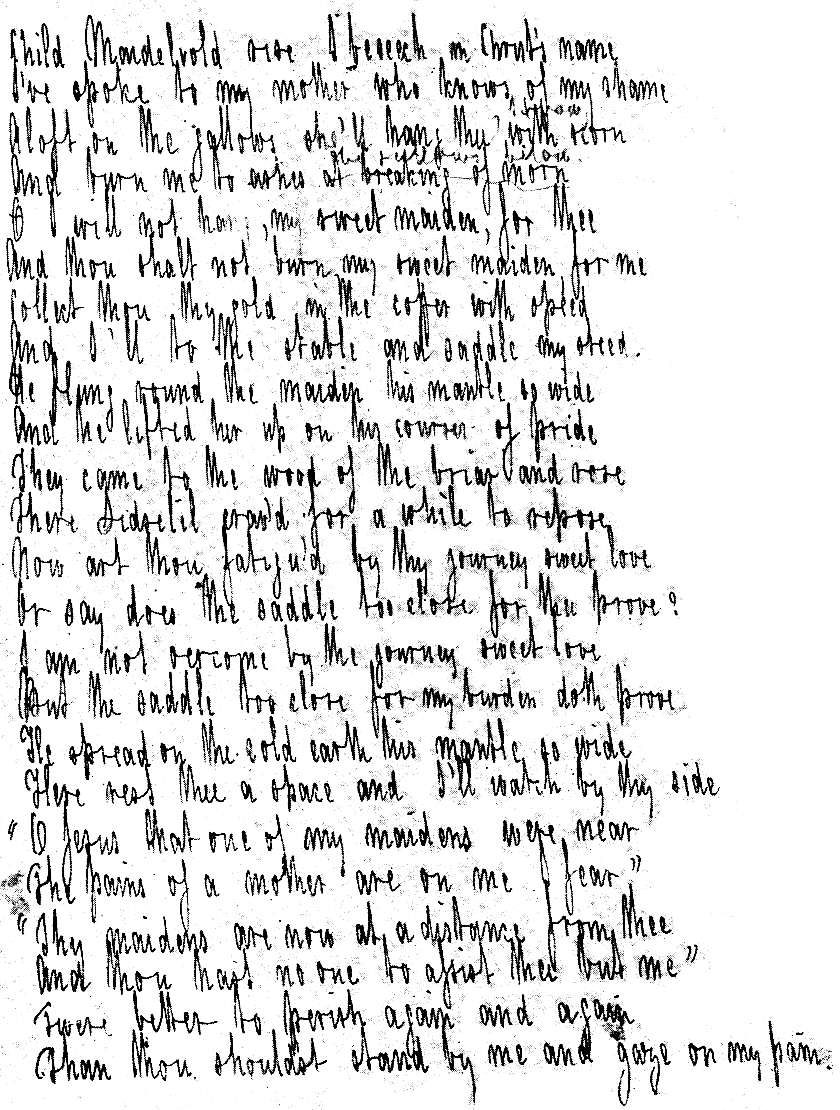 Child Maidelvold rise I beseech in Christ's name
I've spoke to my mother who knows of my shame
Aloft on the gallows she'll hang thee with scorn
And burn me to ashes at breaking of morn
O I will not hang, my sweet maiden, for thee
And thou shalt not burn my sweet maiden for me
Collect thou thy gold in the cofer with speed
And I'll to the stable and saddle my steed.
He flung round the maiden his mantle so wide
And he lifted her up on his courser of pride
They came to the wood of the briar and rose
There Sidselil crav'd for a while to repose
Now art thou fatigu'd by thy journey sweet love
Or say does the saddle too close for thee prove?
I am not oercome by the journey sweet love
But the saddle too close for my burden doth prove
He spread on the cold earth his mantle so wide
Here rest thee a space and I'll watch by thy side
"O Jesus that one of my maidens were near
The pains of a mother are on me I fear"
"Thy maidens are now at a distance from thee
And thou hast no one to assist thee but me"
Twere better to perish again and again
Than thou shouldst stand by me and gaze on my pain.